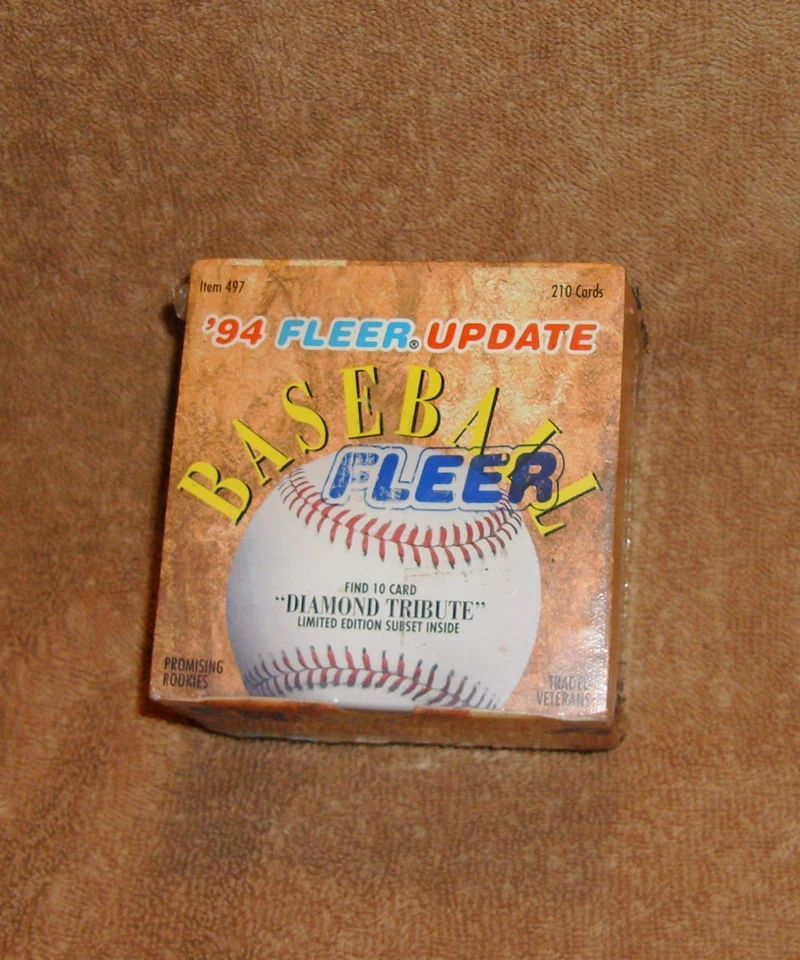 Item 497
210 Cards
'94 FLEER® UPDATE
BASEBALL
FLEER
FIND 10 CARD
“DIAMOND TRIBUTE”
LIMITED EDITION SUBSET INSIDE
PROMISING
ROOKIES
TRADED
VETERANS